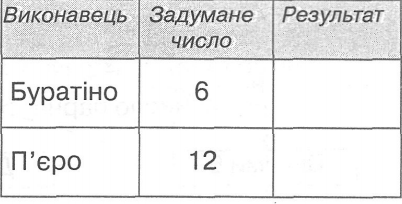 Виконавець Задумане число Результат
Буратіно 6
П'єро 12